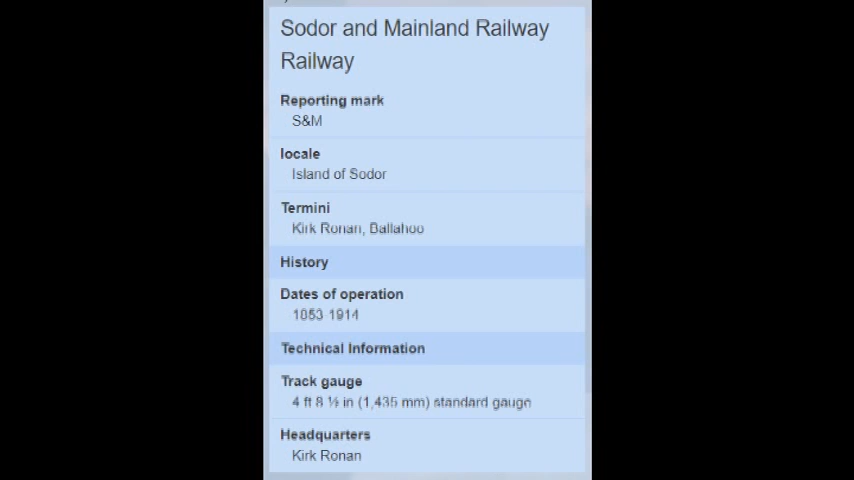 Sodor and Mainland Railway
Railway
Reporting mark
S&M
locale
Island of Sodor
Termini
Kirk Ronan, Ballahoo
History
Dates of operation
1853 1914
Technical Information
Track gauge
4 ft 8 ½ in (1,435 mm) standard gauge
Headquarters
Kirk Ronan